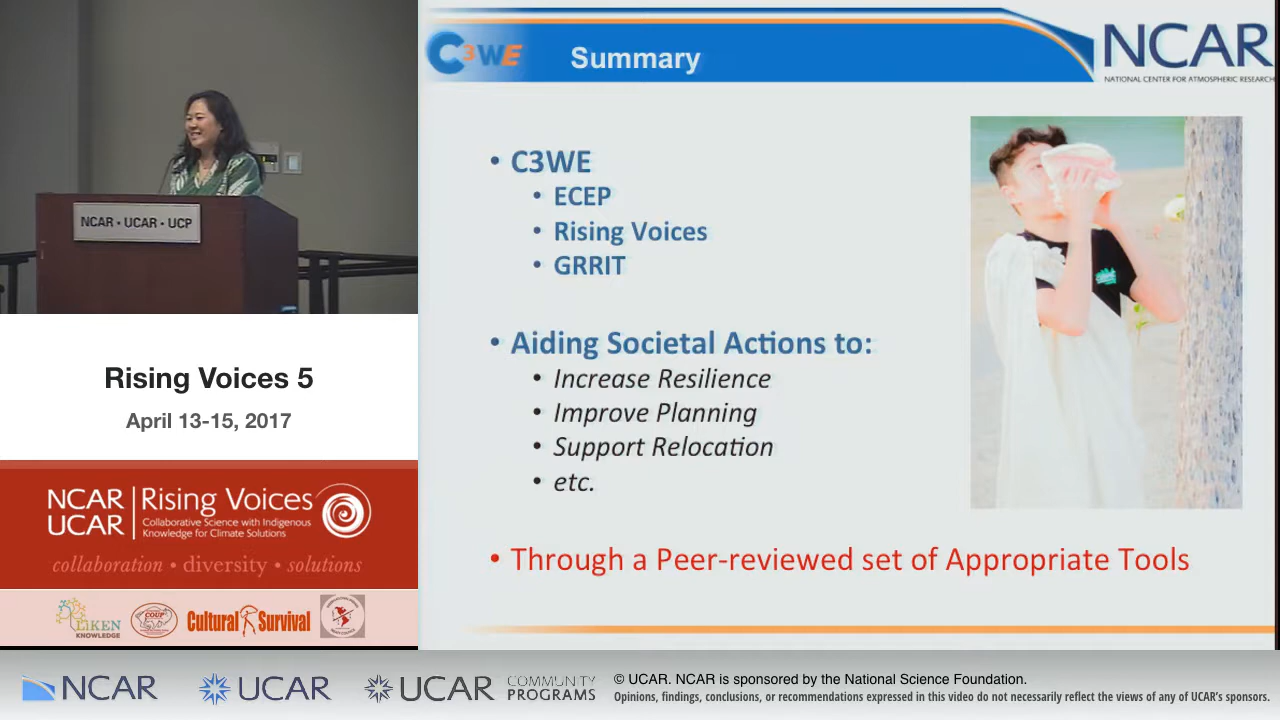 C3WE
Summary
NCAR
NATIONAL CENTER FOR ATMOSPHERIC RESEARCH
NCAR • UCAR • UCP
• C3WE
• ECEP
• Rising Voices
• GRRIT
• Aiding Societal Actions to:
• Increase Resilience
• Improve Planning
• Support Relocation
• etc.
• Through a Peer-reviewed set of Appropriate Tools
Rising Voices 5
April 13-15, 2017
NCAR
UCAR
Rising Voices
Collaborative Science with Indigenous
Knowledge for Climate Solutions
collaboration • diversity • solutions
LiKEN
KNOWLEDGE
COUP
Cultural Survival
NCAR
UCAR
UCAR
COMMUNITY
PROGRAMS
© UCAR. NCAR is sponsored by the National Science Foundation.
Opinions, findings, conclusions, or recommendations expressed in this video do not necessarily reflect the views of any of UCAR's sponsors.